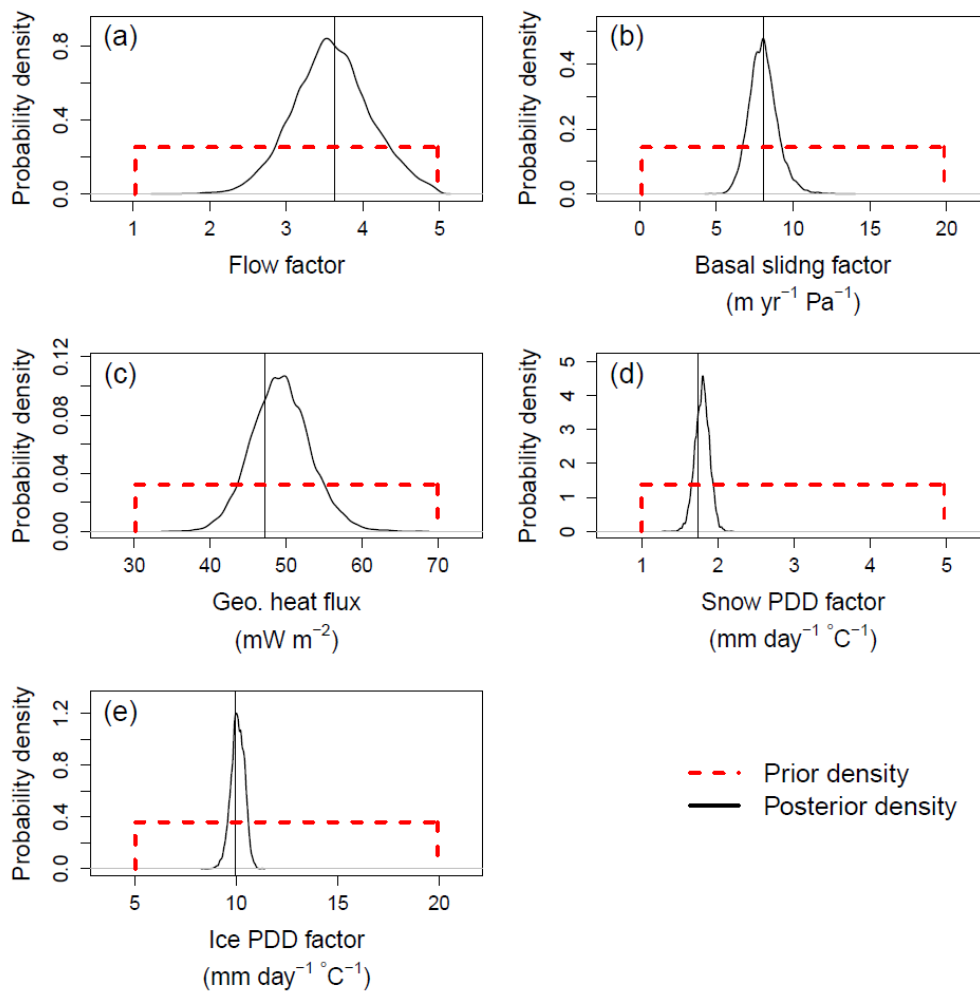 (a)
Probability density
0.0 0.4 0.8
1 2 3 4 5
Flow factor
(b)
Probability density
0.0 0.2 0.4
0 5 10 15 20
Basal slidng factor
(m yr⁻¹ Pa⁻¹)
(c)
Probability density
0.00 0.04 0.08 0.12
30 40 50 60 70
Geo. heat flux
(mW m⁻²)
(d)
Probability density
0 1 2 3 4 5
1 2 3 4 5
Snow PDD factor
(mm day⁻¹ °C⁻¹)
(e)
Probability density
0.0 0.4 0.8 1.2
5 10 15 20
Ice PDD factor
(mm day⁻¹ °C⁻¹)
Prior density
Posterior density